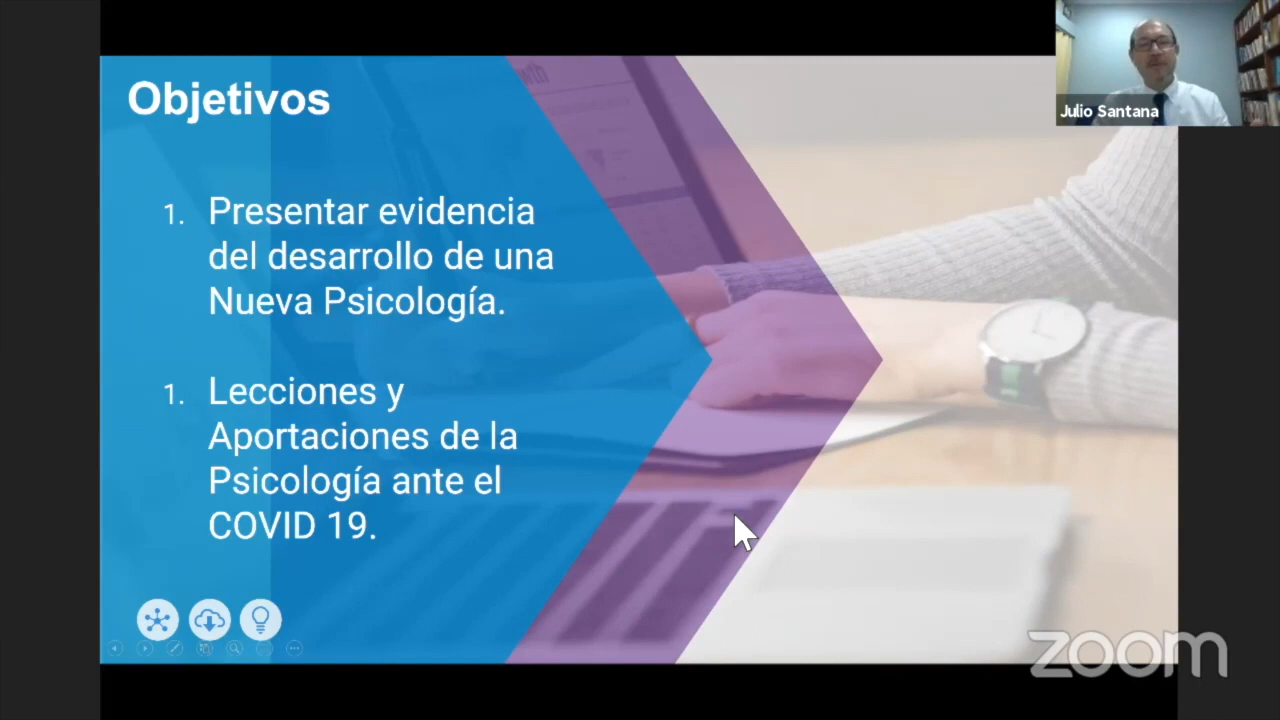 Objetivos
1. Presentar evidencia
del desarrollo de una
Nueva Psicología.
1. Lecciones y
Aportaciones de la
Psicología ante el
COVID 19.
Julio Santana
zoom